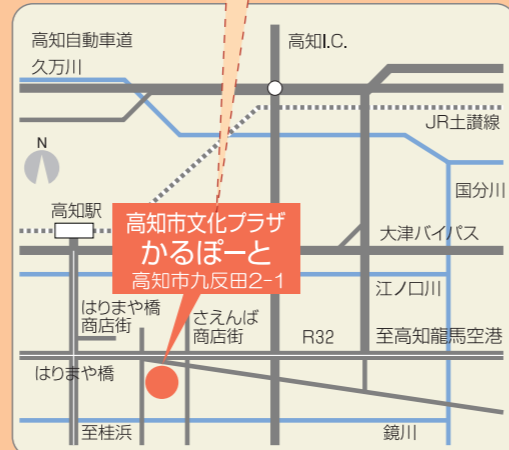 高知自動車道
高知I.C.
久万川
JR土讃線
N
国分川
高知駅
高知市文化プラザ
かるぽーと
高知市九反田2-1
大津バイパス
江ノ口川
はりまや橋
商店街
さえんば
商店街
R32
至高知龍馬空港
はりまや橋
至桂浜
鏡川